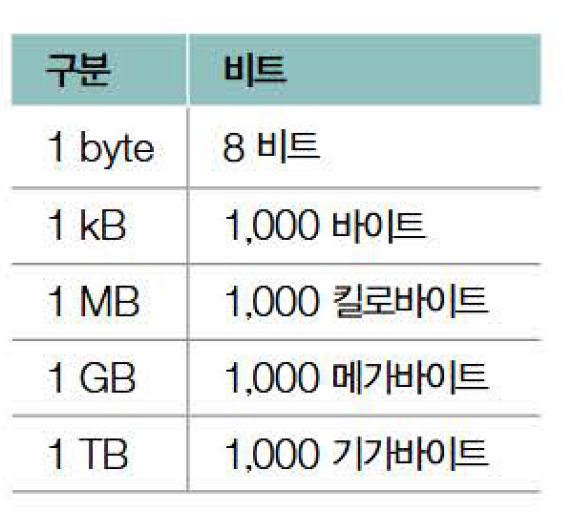 구분 비트
1 byte 8 비트
1 kB 1,000 바이트
1 MB 1,000 킬로바이트
1 GB 1,000 메가바이트
1 TB 1,000 기가바이트